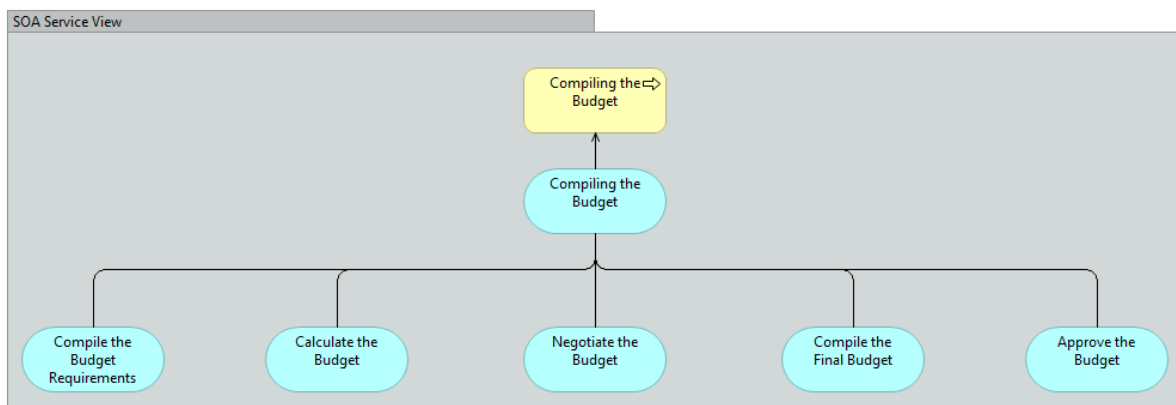 SOA Service View
Compiling the
Budget
Compiling the
Budget
Compile the
Budget
Requirements
Calculate the
Budget
Negotiate the
Budget
Compile the
Final Budget
Approve the
Budget